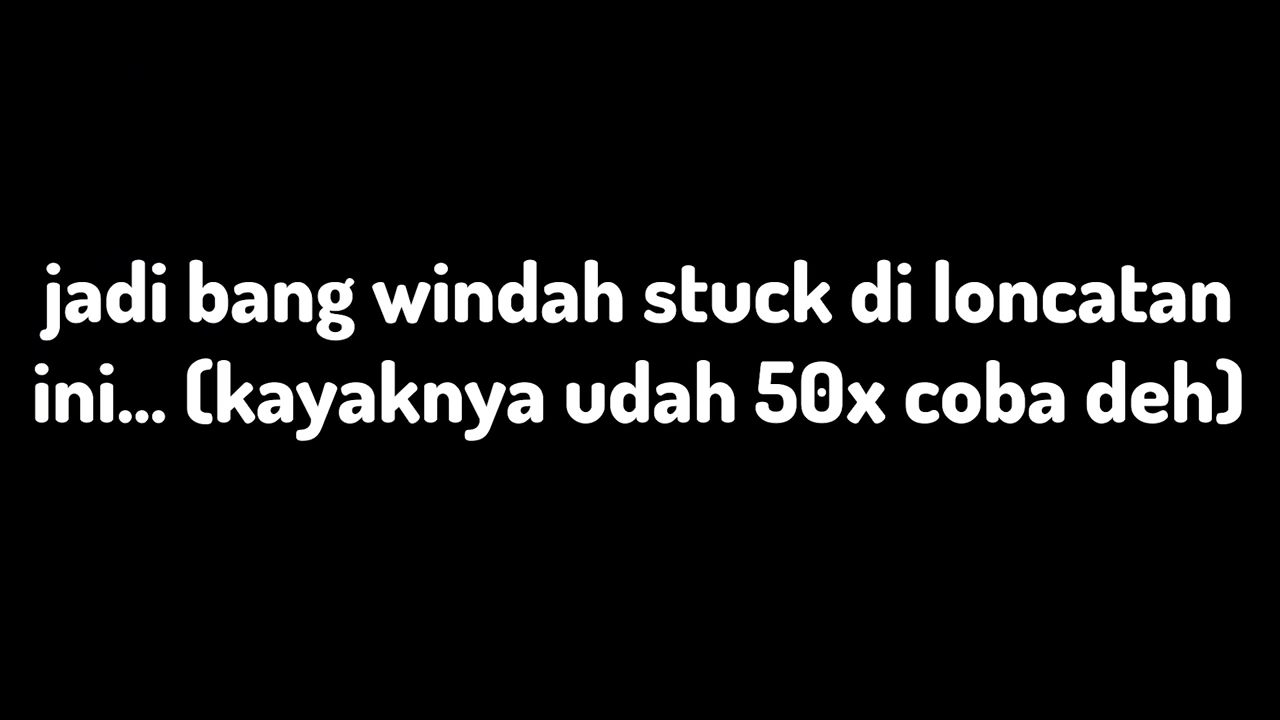 jadi bang windah stuck di loncatan
ini... (kayaknya udah 50x coba deh)